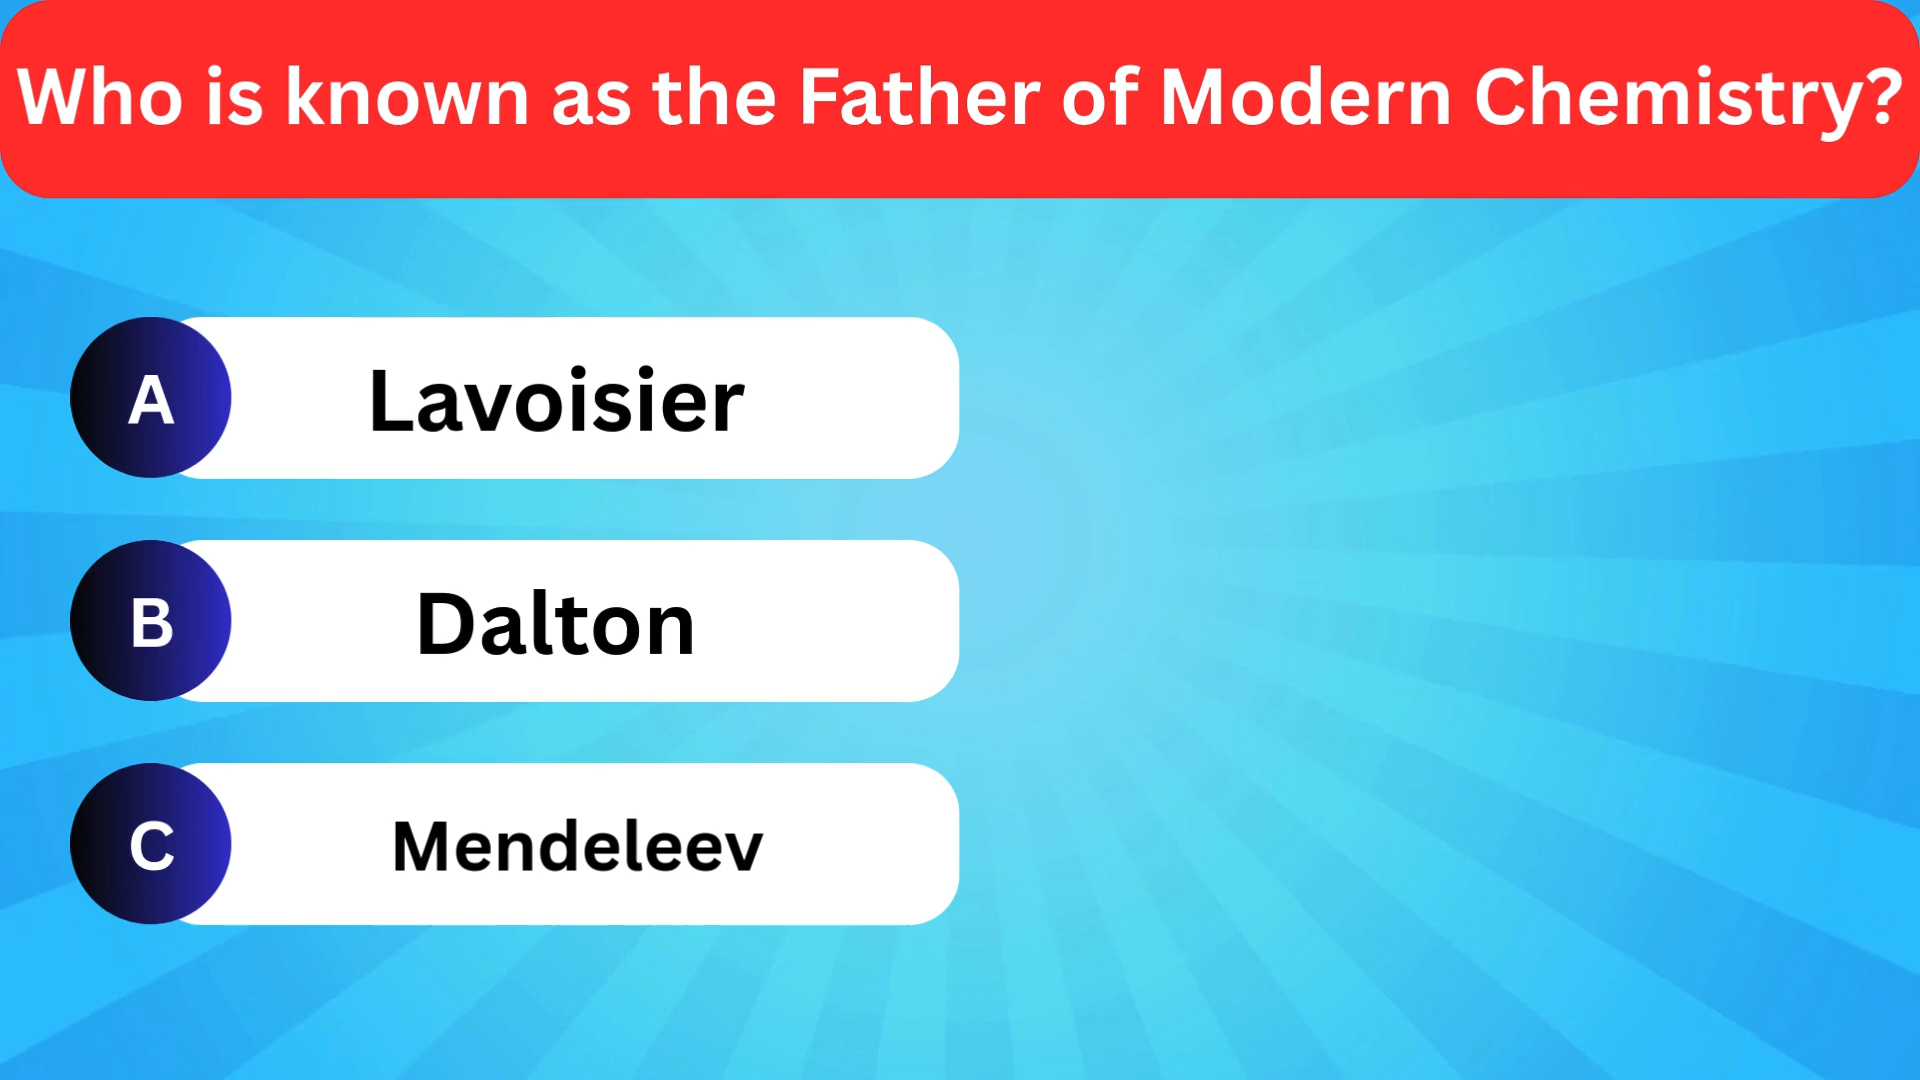 Who is known as the Father of Modern Chemistry?
A Lavoisier
B Dalton
C Mendeleev